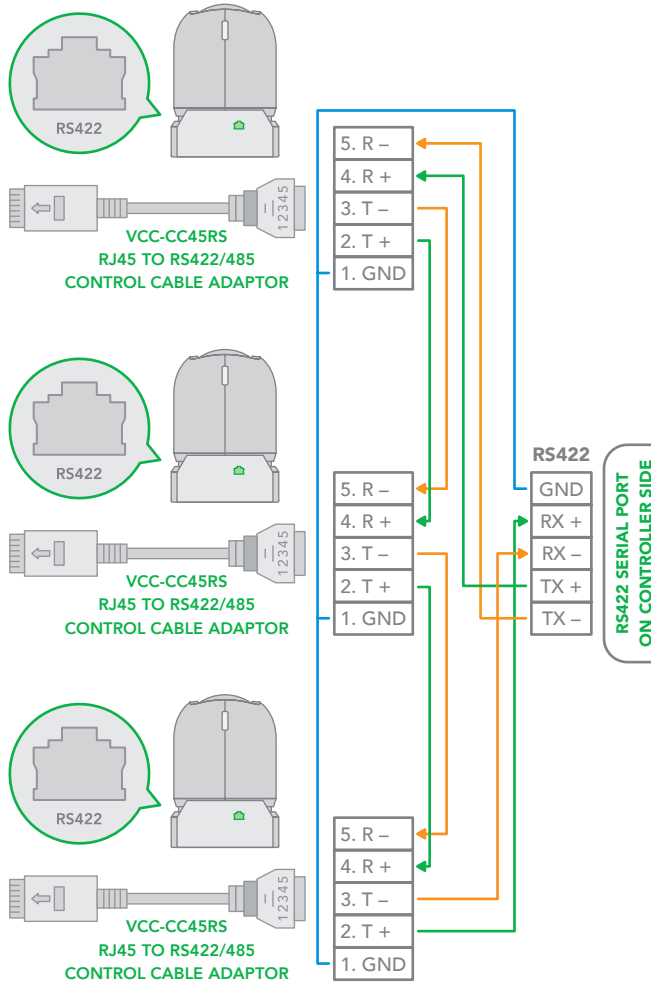 RS422
12345
VCC-CC45RS
RJ45 TO RS422/485
CONTROL CABLE ADAPTOR
5. R –
4. R +
3. T –
2. T +
1. GND
RS422
12345
VCC-CC45RS
RJ45 TO RS422/485
CONTROL CABLE ADAPTOR
5. R –
4. R +
3. T –
2. T +
1. GND
RS422
GND
RX +
RX –
TX +
TX –
RS422 SERIAL PORT
ON CONTROLLER SIDE
RS422
12345
VCC-CC45RS
RJ45 TO RS422/485
CONTROL CABLE ADAPTOR
5. R –
4. R +
3. T –
2. T +
1. GND